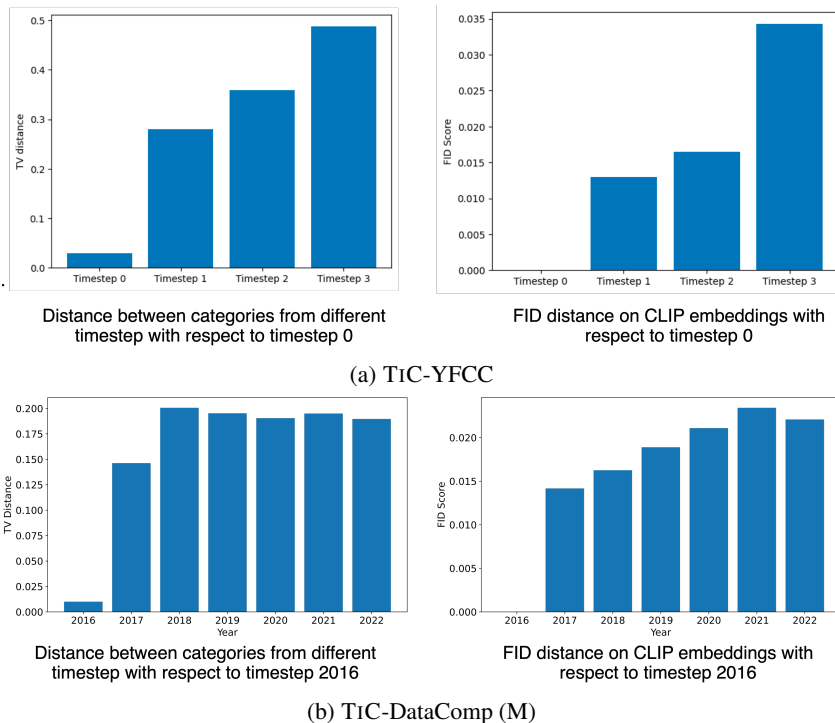 0.5
0.4
0.3
0.2
0.1
0.0
TV distance
Timestep 0 Timestep 1 Timestep 2 Timestep 3
0.035
0.030
0.025
0.020
0.015
0.010
0.005
0.000
FID Score
Timestep 0 Timestep 1 Timestep 2 Timestep 3
.
Distance between categories from different
timestep with respect to timestep 0
FID distance on CLIP embeddings with
respect to timestep 0
(a) TIC-YFCC
0.200
0.175
0.150
0.125
0.100
0.075
0.050
0.025
0.000
TV Distance
2016 2017 2018 2019 2020 2021 2022
Year
0.020
0.015
0.010
0.005
0.000
FID Score
2016 2017 2018 2019 2020 2021 2022
Year
Distance between categories from different
timestep with respect to timestep 2016
FID distance on CLIP embeddings with
respect to timestep 2016
(b) TIC-DataComp (M)